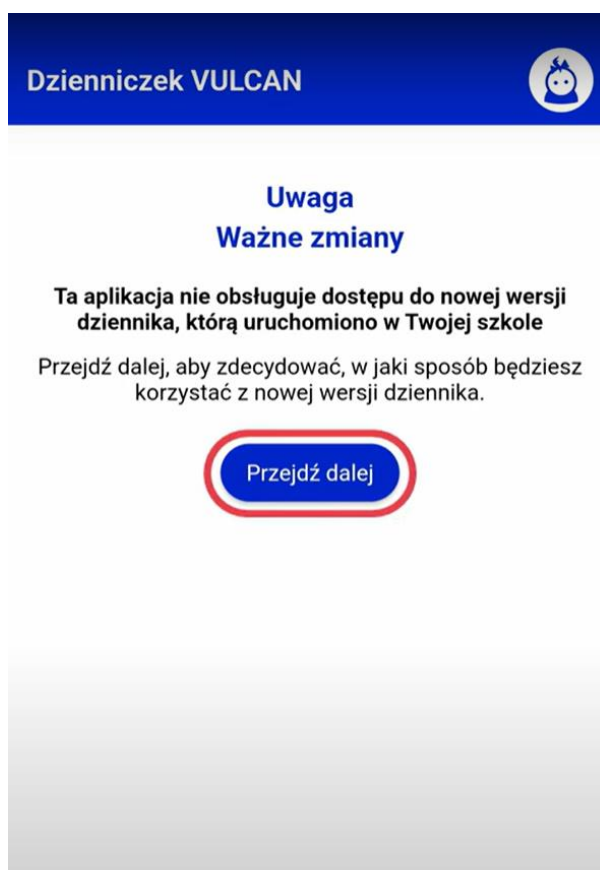 Dzienniczek VULCAN
Uwaga
Ważne zmiany
Ta aplikacja nie obsługuje dostępu do nowej wersji
dziennika, którą uruchomiono w Twojej szkole
Przejdź dalej, aby zdecydować, w jaki sposób będziesz
korzystać z nowej wersji dziennika.
Przejdź dalej